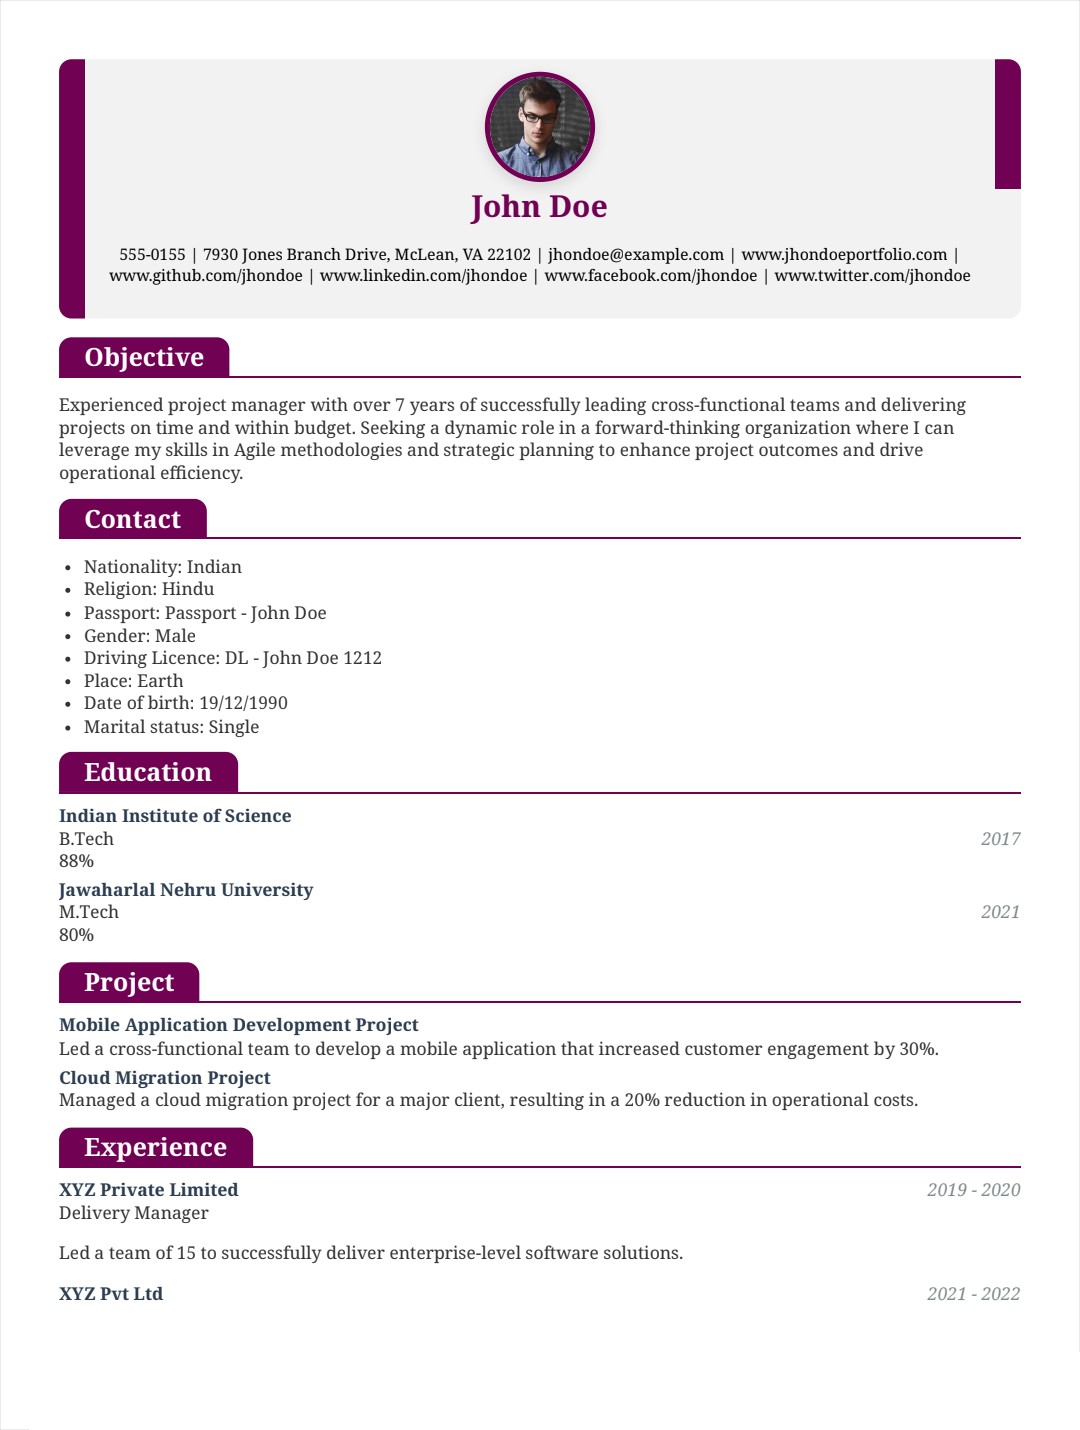 John Doe
555-0155 | 7930 Jones Branch Drive, McLean, VA 22102 | jhondoe@example.com | www.jhondoeportfolio.com |
www.github.com/jhondoe | www.linkedin.com/jhondoe | www.facebook.com/jhondoe | www.twitter.com/jhondoe
Objective
Experienced project manager with over 7 years of successfully leading cross-functional teams and delivering
projects on time and within budget. Seeking a dynamic role in a forward-thinking organization where I can
leverage my skills in Agile methodologies and strategic planning to enhance project outcomes and drive
operational efficiency.
Contact
• Nationality: Indian
• Religion: Hindu
• Passport: Passport - John Doe
• Gender: Male
• Driving Licence: DL - John Doe 1212
• Place: Earth
• Date of birth: 19/12/1990
• Marital status: Single
Education
Indian Institute of Science
B.Tech 2017
88%
Jawaharlal Nehru University
M.Tech 2021
80%
Project
Mobile Application Development Project
Led a cross-functional team to develop a mobile application that increased customer engagement by 30%.
Cloud Migration Project
Managed a cloud migration project for a major client, resulting in a 20% reduction in operational costs.
Experience
XYZ Private Limited 2019 - 2020
Delivery Manager
Led a team of 15 to successfully deliver enterprise-level software solutions.
XYZ Pvt Ltd 2021 - 2022